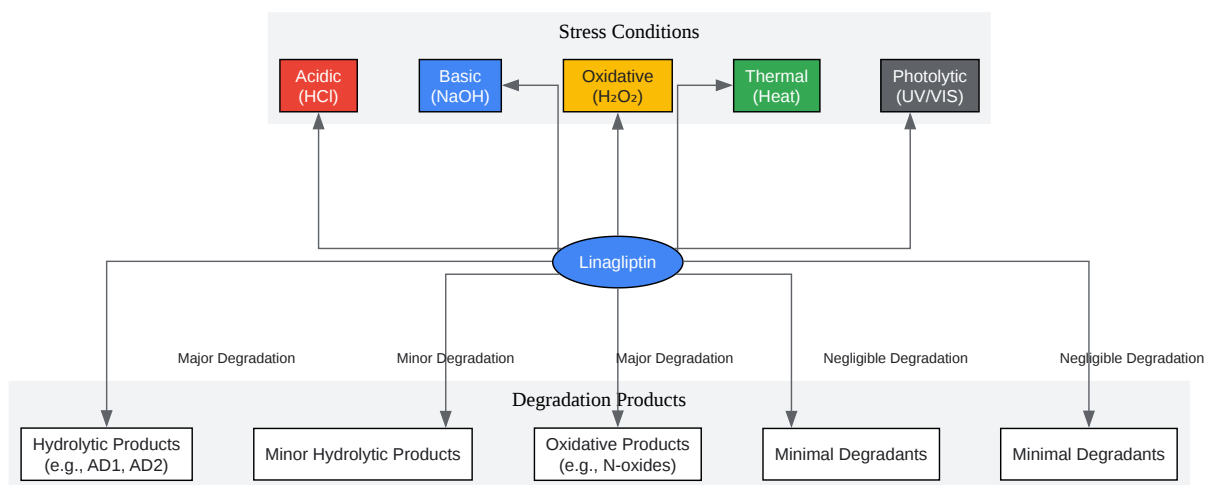 Stress Conditions
Acidic
(HCl)
Basic
(NaOH)
Oxidative
(H₂O₂)
Thermal
(Heat)
Photolytic
(UV/VIS)
Linagliptin
Major Degradation
Minor Degradation
Major Degradation
Negligible Degradation
Negligible Degradation
Degradation Products
Hydrolytic Products
(e.g., AD1, AD2)
Minor Hydrolytic Products
Oxidative Products
(e.g., N-oxides)
Minimal Degradants
Minimal Degradants